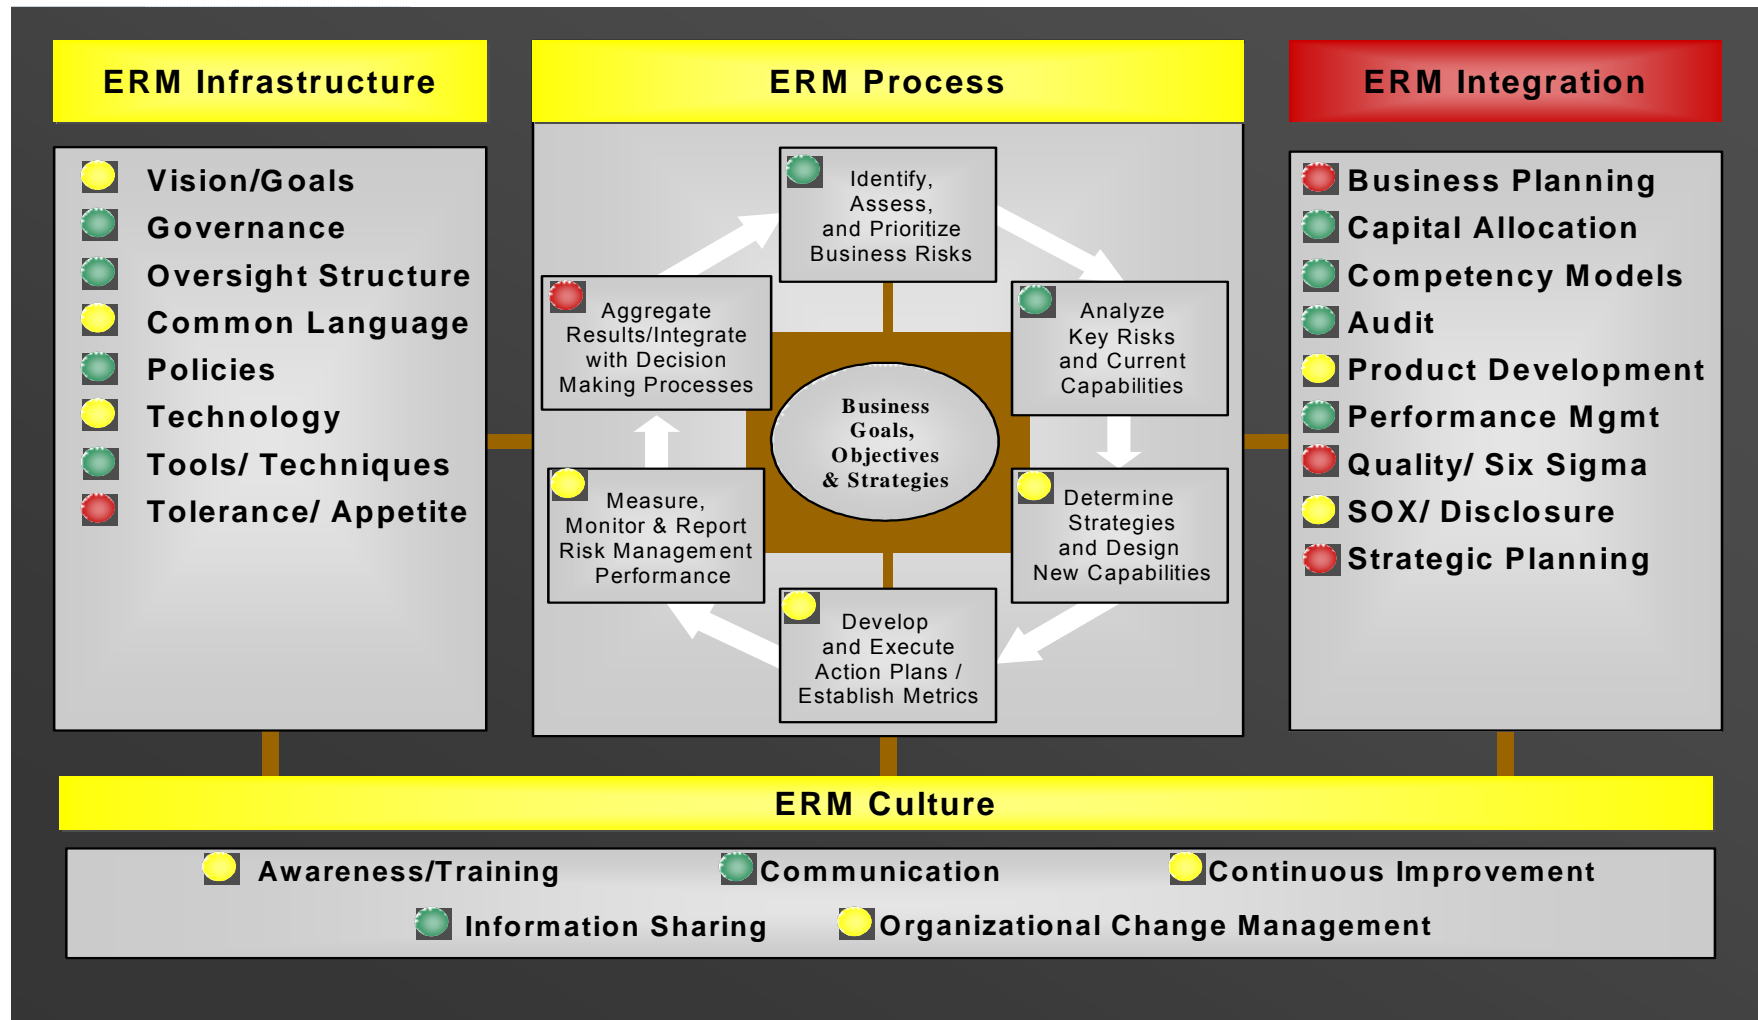 ERM Infrastructure
Vision/Goals
Governance
Oversight Structure
Common Language
Policies
Technology
Tools/ Techniques
Tolerance/ Appetite
ERM Process
Identify,
Assess,
and Prioritize
Business Risks
Analyze
Key Risks
and Current
Capabilities
Determine
Strategies
and Design
New Capabilities
Develop
and Execute
Action Plans /
Establish Metrics
Measure,
Monitor & Report
Risk Management
Performance
Aggregate
Results/Integrate
with Decision
Making Processes
Business
Goals,
Objectives
& Strategies
ERM Integration
Business Planning
Capital Allocation
Competency Models
Audit
Product Development
Performance Mgmt
Quality/ Six Sigma
SOX/ Disclosure
Strategic Planning
ERM Culture
Awareness/Training
Communication
Continuous Improvement
Information Sharing
Organizational Change Management